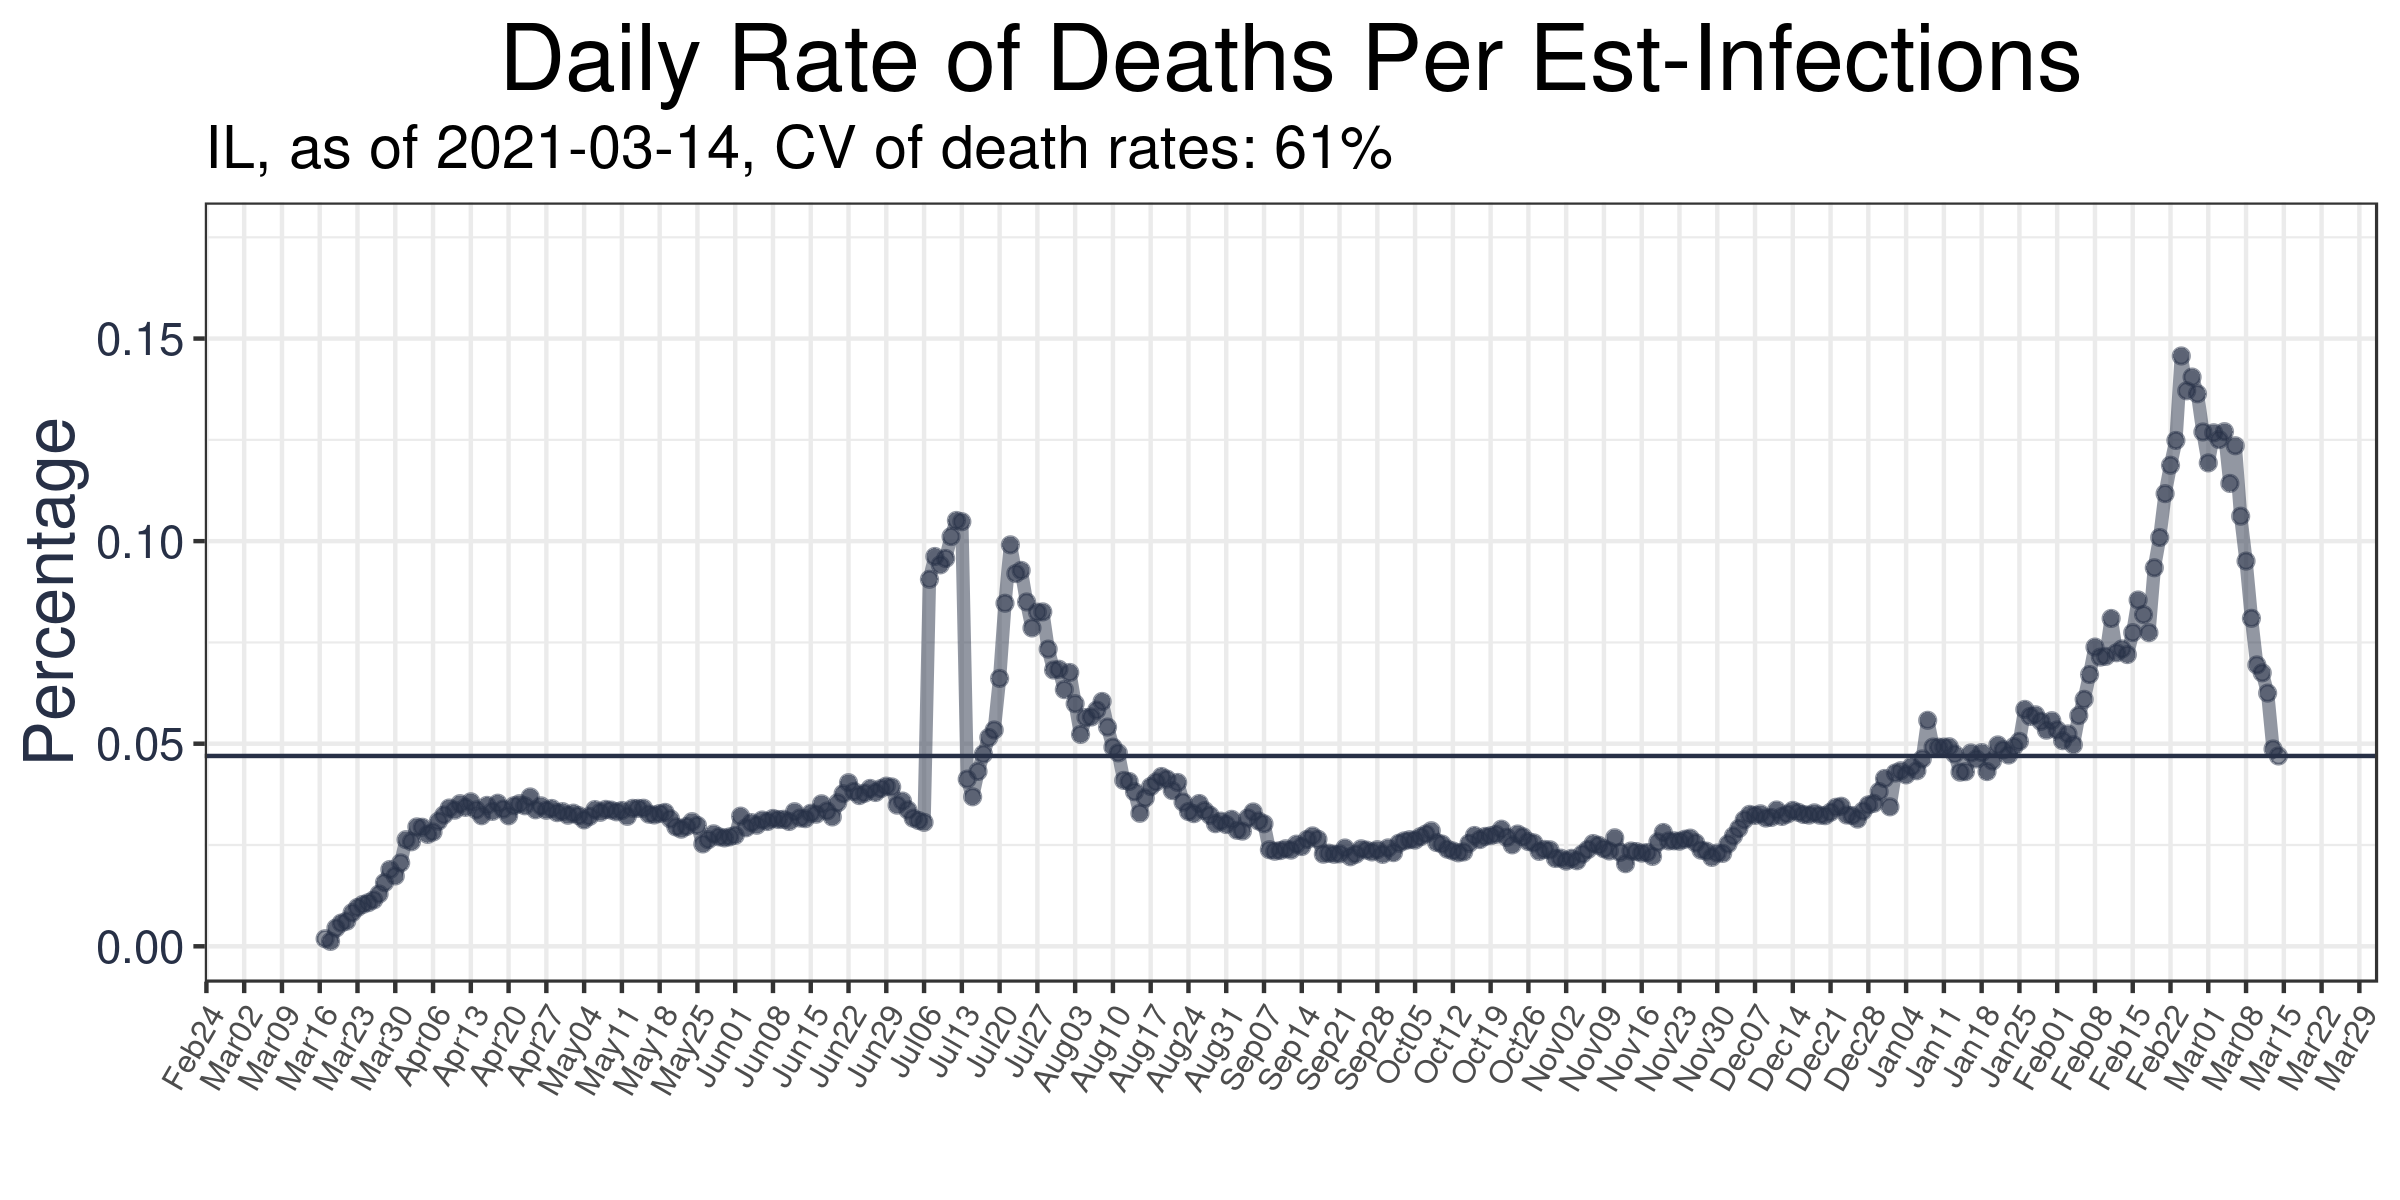 Daily Rate of Deaths Per Est-Infections
IL, as of 2021-03-14, CV of death rates: 61%
Percentage
0.15
0.10
0.05
0.00
Feb24
Mar02
Mar09
Mar16
Mar23
Mar30
Apr06
Apr13
Apr20
Apr27
May04
May11
May18
May25
Jun01
Jun08
Jun15
Jun22
Jun29
Jul06
Jul13
Jul20
Jul27
Aug03
Aug10
Aug17
Aug24
Aug31
Sep07
Sep14
Sep21
Sep28
Oct05
Oct12
Oct19
Oct26
Nov02
Nov09
Nov16
Nov23
Nov30
Dec07
Dec14
Dec21
Dec28
Jan04
Jan11
Jan18
Jan25
Feb01
Feb08
Feb15
Feb22
Mar01
Mar08
Mar15
Mar22
Mar29